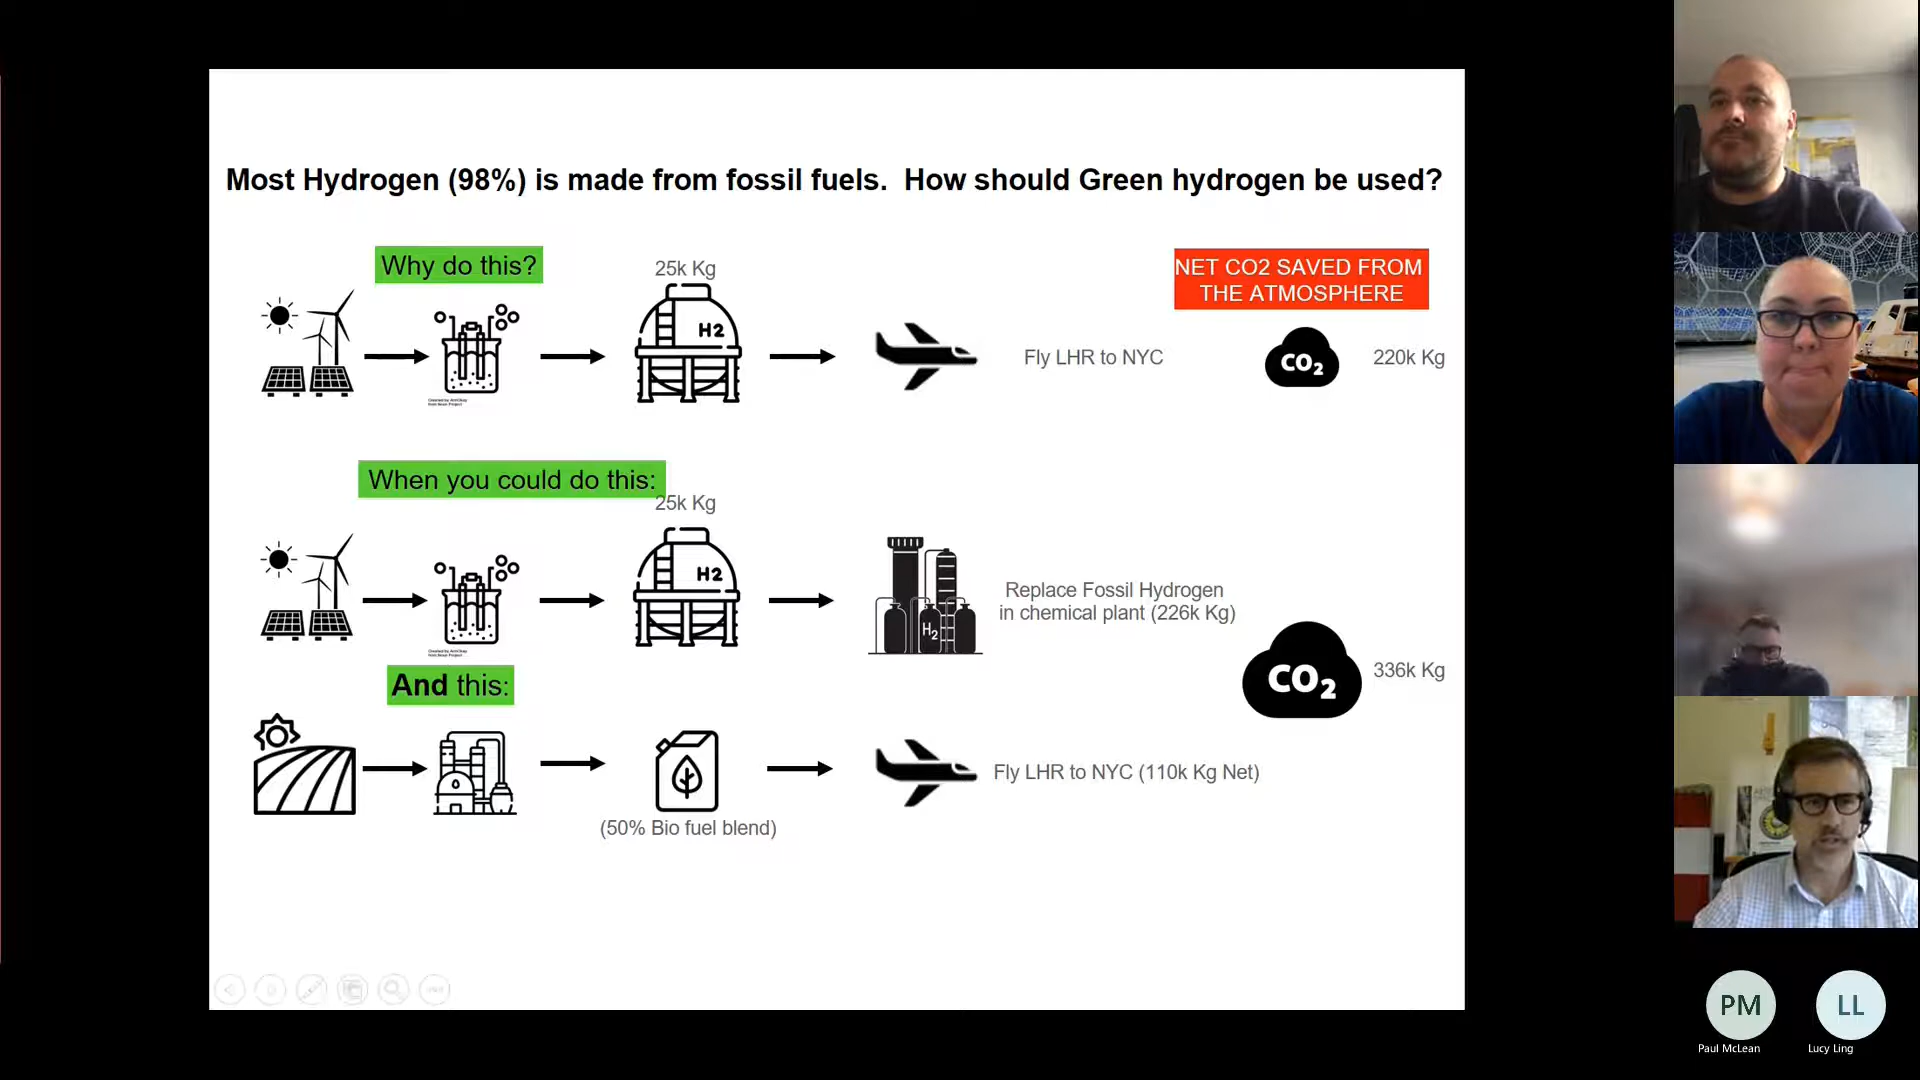 Most Hydrogen (98%) is made from fossil fuels.  How should Green hydrogen be used?
Why do this?
25k Kg
H2
Fly LHR to NYC
NET CO2 SAVED FROM
THE ATMOSPHERE
CO2
220k Kg
When you could do this:
25k Kg
H2
H2
Replace Fossil Hydrogen
in chemical plant (226k Kg)
CO2
336k Kg
And this:
(50% Bio fuel blend)
Fly LHR to NYC (110k Kg Net)
PM
LL
Paul McLean
Lucy Ling